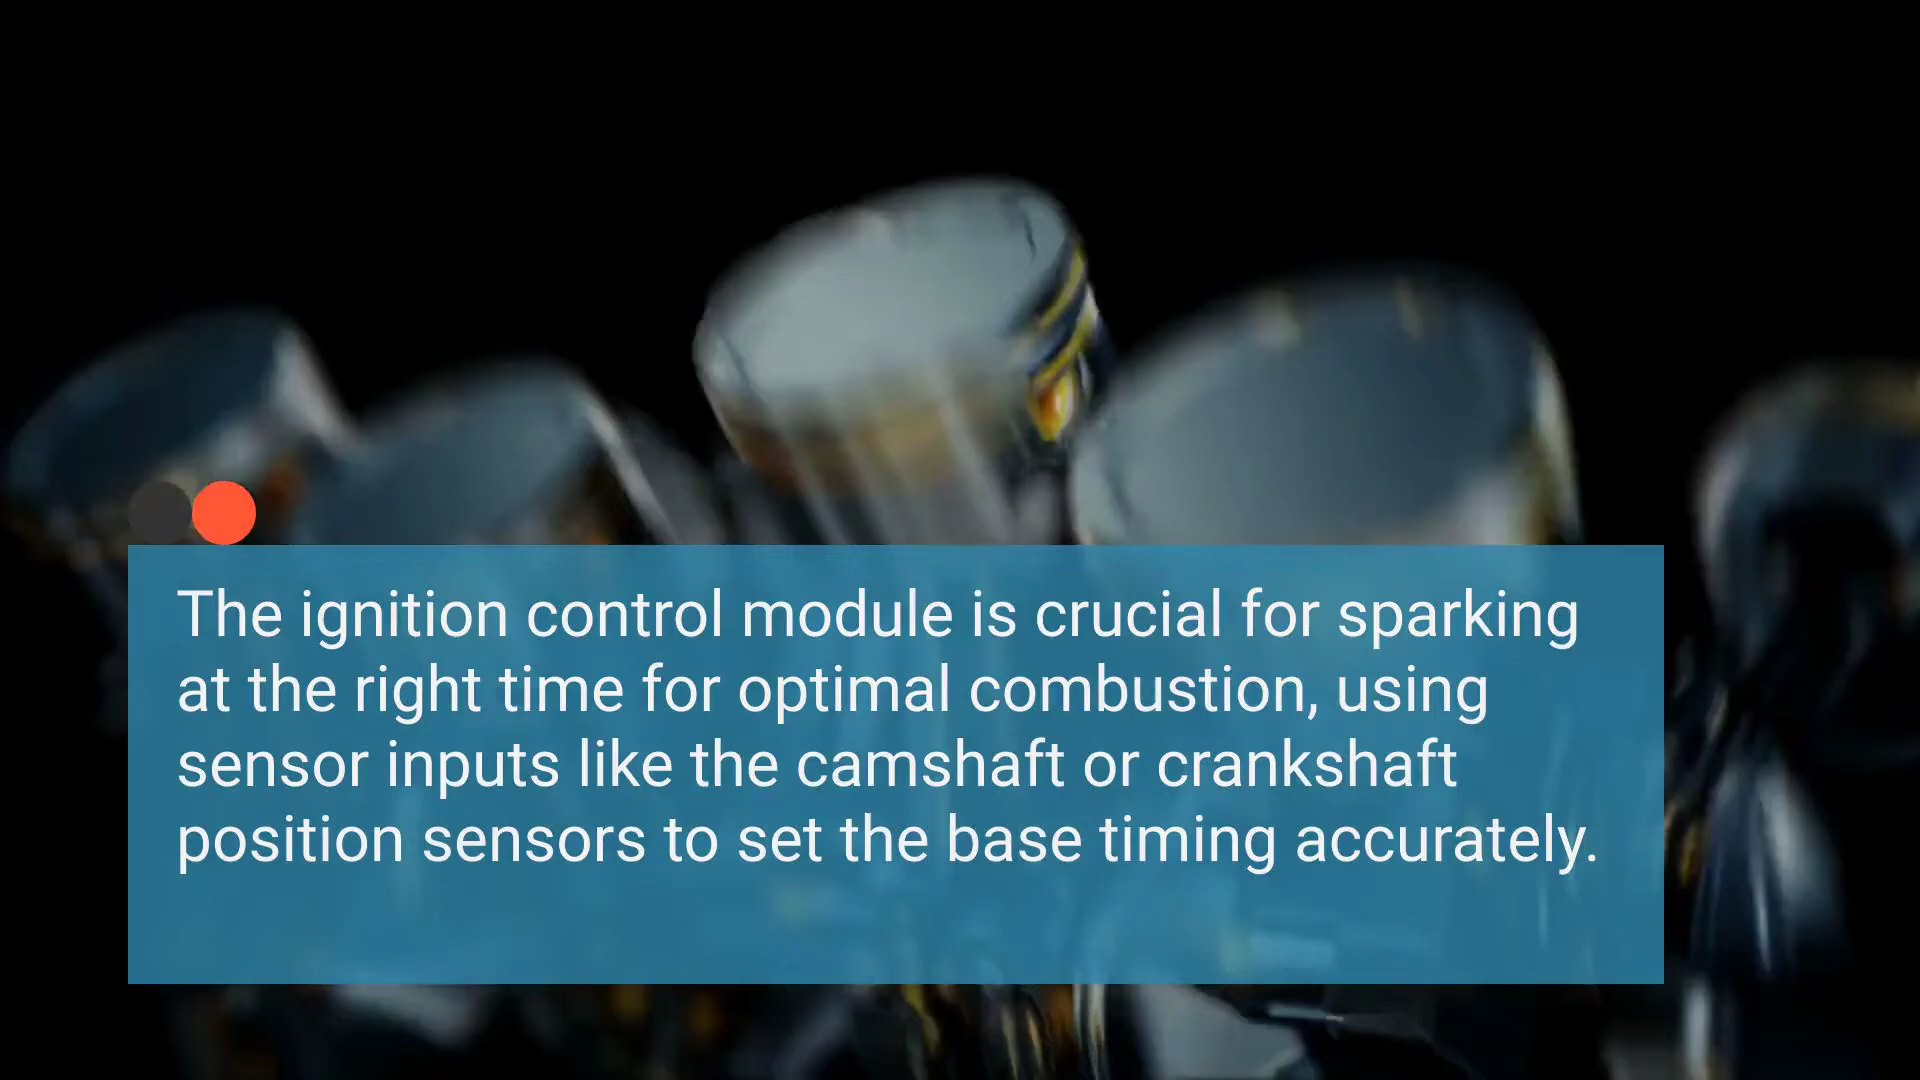 The ignition control module is crucial for sparking
at the right time for optimal combustion, using
sensor inputs like the camshaft or crankshaft
position sensors to set the base timing accurately.